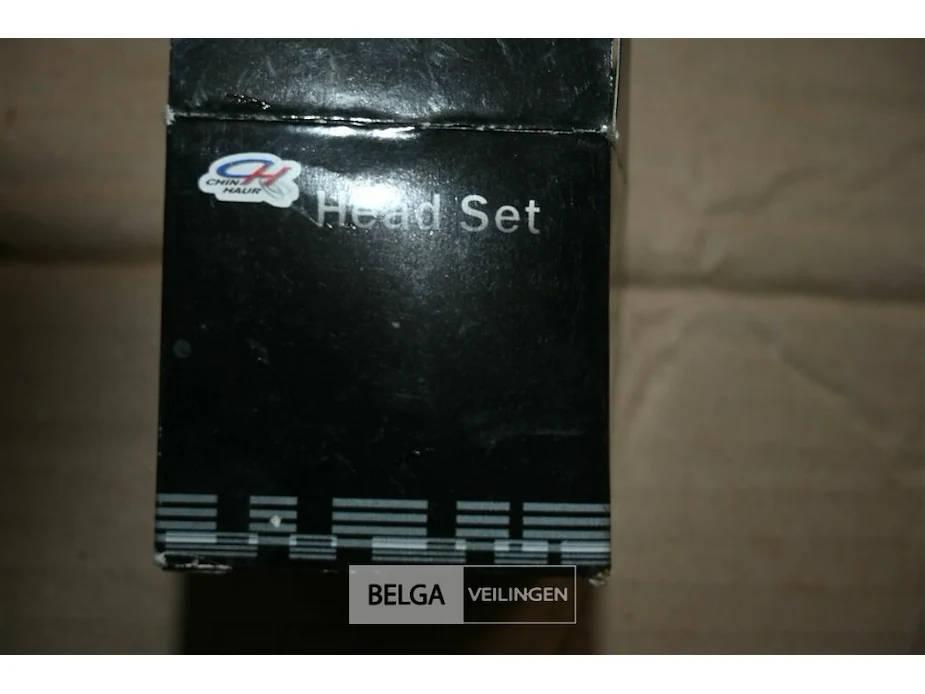 CH
CHIN
HAUR
Head Set
BELGA VEILINGEN